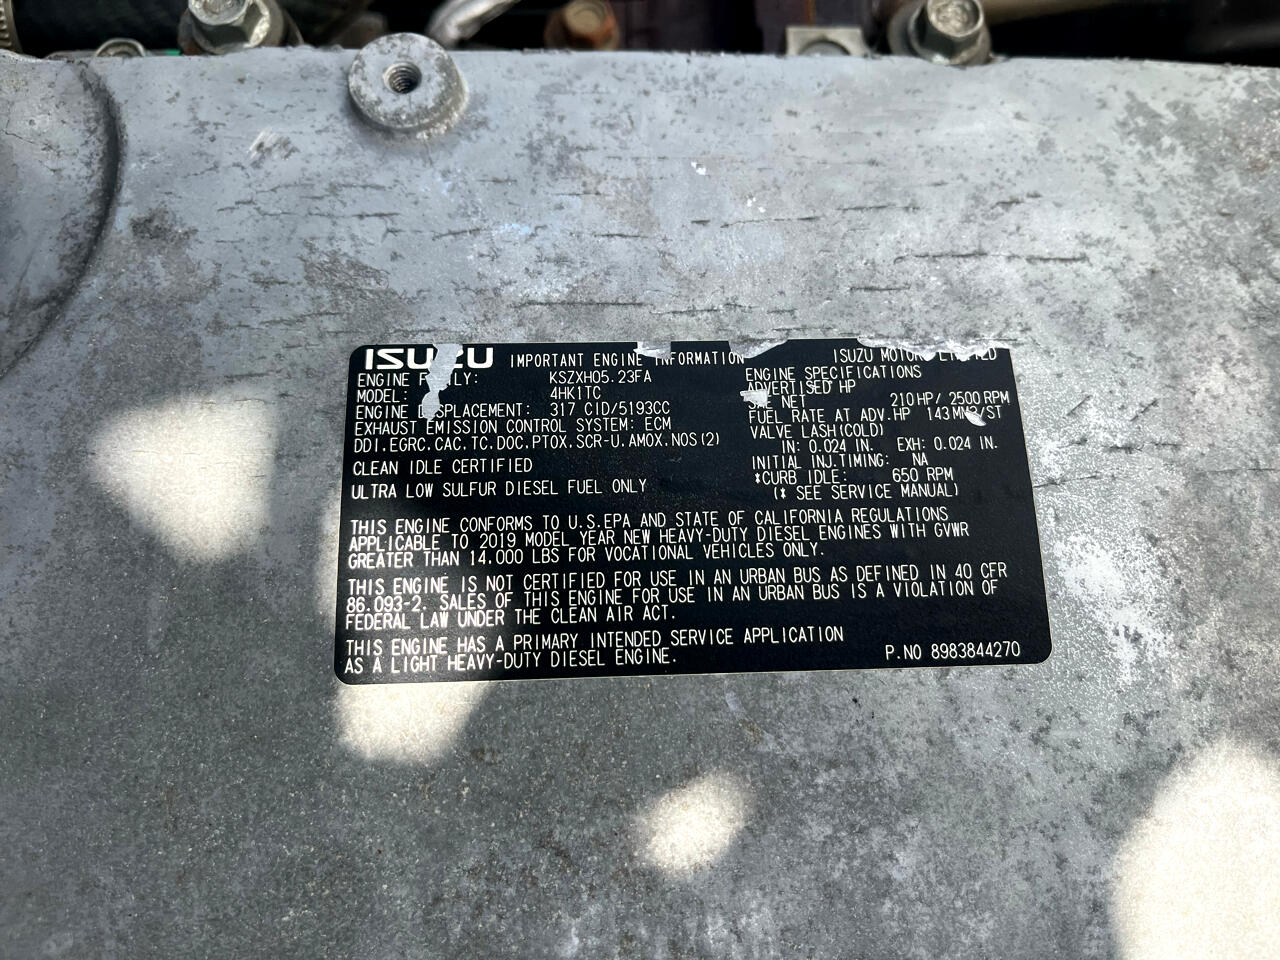 ISUZU IMPORTANT ENGINE INFORMATION ISUZU MOTORS LIMITED
ENGINE FAMILY: KSZXH05.23FA
MODEL: 4HK1TC
ENGINE DISPLACEMENT: 317 CID/5193CC
EXHAUST EMISSION CONTROL SYSTEM: ECM
DDI.EGRC.CAC.TC.DOC.PTOX.SCR-U.AMOX.NOS(2)
CLEAN IDLE CERTIFIED
ULTRA LOW SULFUR DIESEL FUEL ONLY
ENGINE SPECIFICATIONS
ADVERTISED HP
SAE NET 210HP/ 2500RPM
FUEL RATE AT ADV.HP 143MM3/ST
VALVE LASH(COLD)
IN: 0.024 IN. EXH: 0.024 IN.
INITIAL INJ.TIMING: NA
*CURB IDLE: 650 RPM
(* SEE SERVICE MANUAL)
THIS ENGINE CONFORMS TO U.S.EPA AND STATE OF CALIFORNIA REGULATIONS
APPLICABLE TO 2019 MODEL YEAR NEW HEAVY-DUTY DIESEL ENGINES WITH GVWR
GREATER THAN 14.000 LBS FOR VOCATIONAL VEHICLES ONLY.
THIS ENGINE IS NOT CERTIFIED FOR USE IN AN URBAN BUS AS DEFINED IN 40 CFR
86.093-2. SALES OF THIS ENGINE FOR USE IN AN URBAN BUS IS A VIOLATION OF
FEDERAL LAW UNDER THE CLEAN AIR ACT.
THIS ENGINE HAS A PRIMARY INTENDED SERVICE APPLICATION
AS A LIGHT HEAVY-DUTY DIESEL ENGINE.
P.NO 8983844270